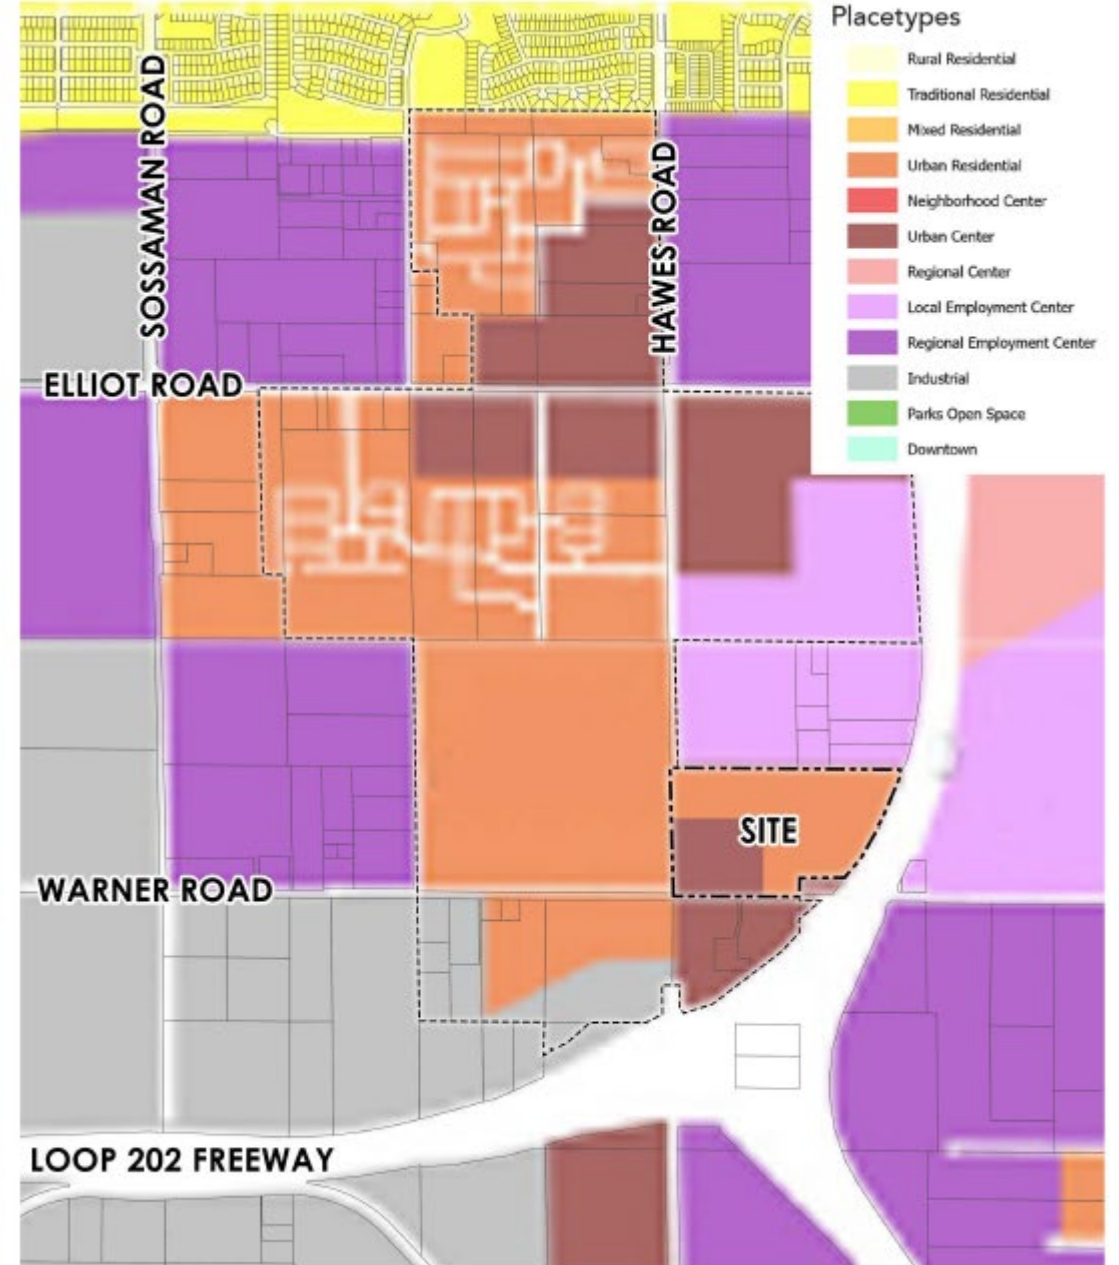 Placetypes
Rural Residential
Traditional Residential
Mixed Residential
Urban Residential
Neighborhood Center
Urban Center
Regional Center
Local Employment Center
Regional Employment Center
Industrial
Parks Open Space
Downtown
SOSSAMAN ROAD
HAWES ROAD
ELLIOT ROAD
SITE
WARNER ROAD
LOOP 202 FREEWAY